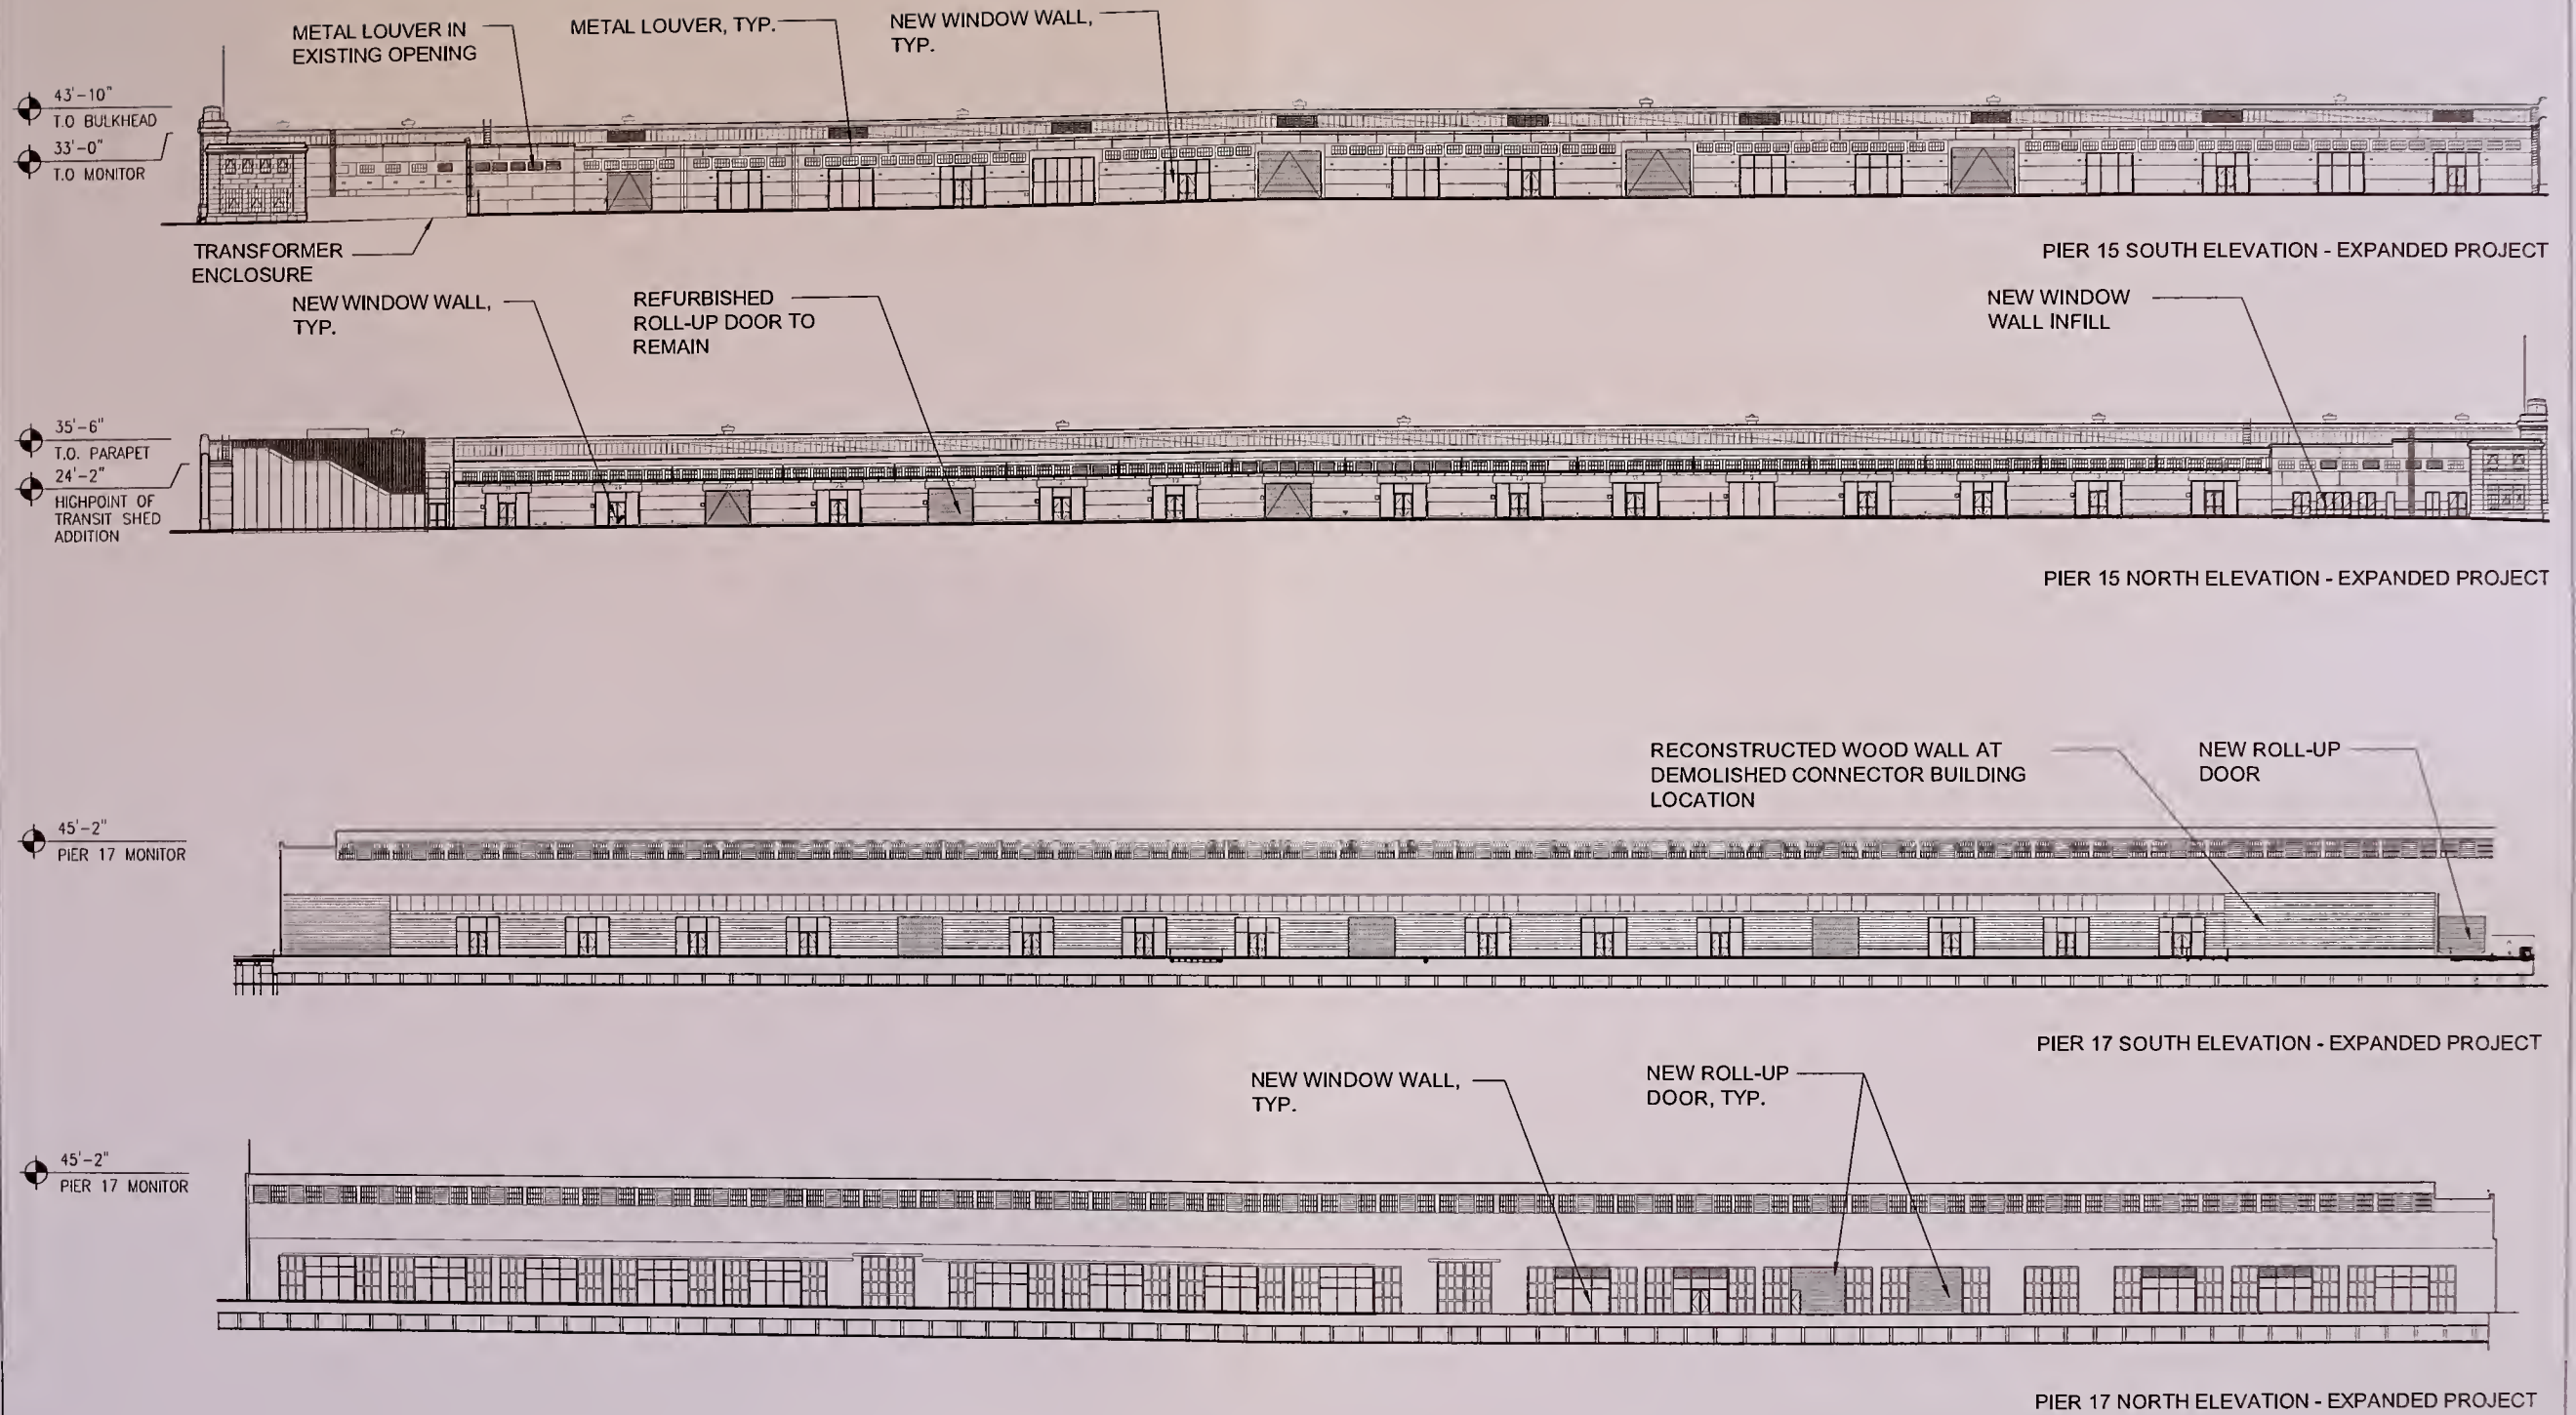 METAL LOUVER IN
EXISTING OPENING
METAL LOUVER, TYP.
NEW WINDOW WALL,
TYP.
43'-10"
T.O BULKHEAD
33'-0"
T.O MONITOR
TRANSFORMER
ENCLOSURE
PIER 15 SOUTH ELEVATION - EXPANDED PROJECT
NEW WINDOW WALL,
TYP.
REFURBISHED
ROLL-UP DOOR TO
REMAIN
NEW WINDOW
WALL INFILL
35'-6"
T.O. PARAPET
24'-2"
HIGHPOINT OF
TRANSIT SHED
ADDITION
PIER 15 NORTH ELEVATION - EXPANDED PROJECT
RECONSTRUCTED WOOD WALL AT
DEMOLISHED CONNECTOR BUILDING
LOCATION
NEW ROLL-UP
DOOR
45'-2"
PIER 17 MONITOR
PIER 17 SOUTH ELEVATION - EXPANDED PROJECT
NEW WINDOW WALL,
TYP.
NEW ROLL-UP
DOOR, TYP.
45'-2"
PIER 17 MONITOR
PIER 17 NORTH ELEVATION - EXPANDED PROJECT